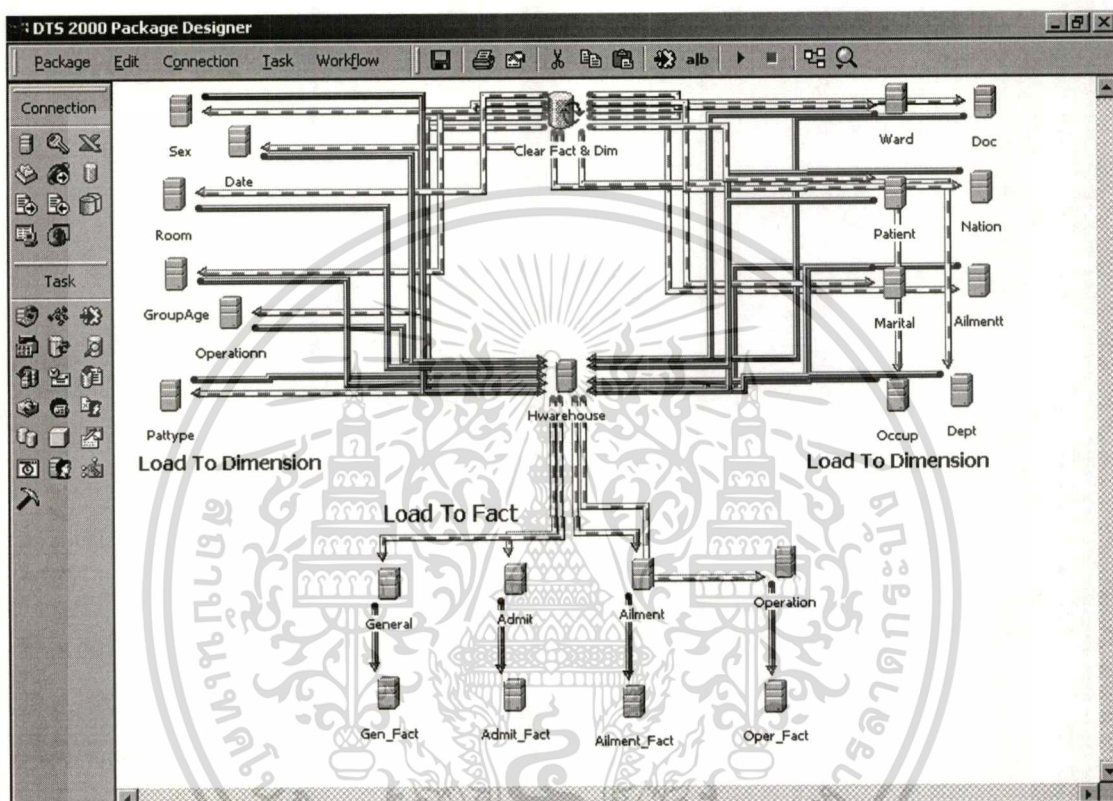 DTS 2000 Package Designer
Package Edit Connection Task Workflow
a|b
Connection
Task
Sex
Date
Room
GroupAge
Operationn
Pattype
Load To Dimension
Clear Fact & Dim
Ward
Doc
Patient
Nation
Marital
Ailmentt
Occup
Dept
Load To Dimension
Hwarehouse
Load To Fact
General
Admit
Ailment
Operation
Gen_Fact
Admit_Fact
Ailment_Fact
Oper_Fact